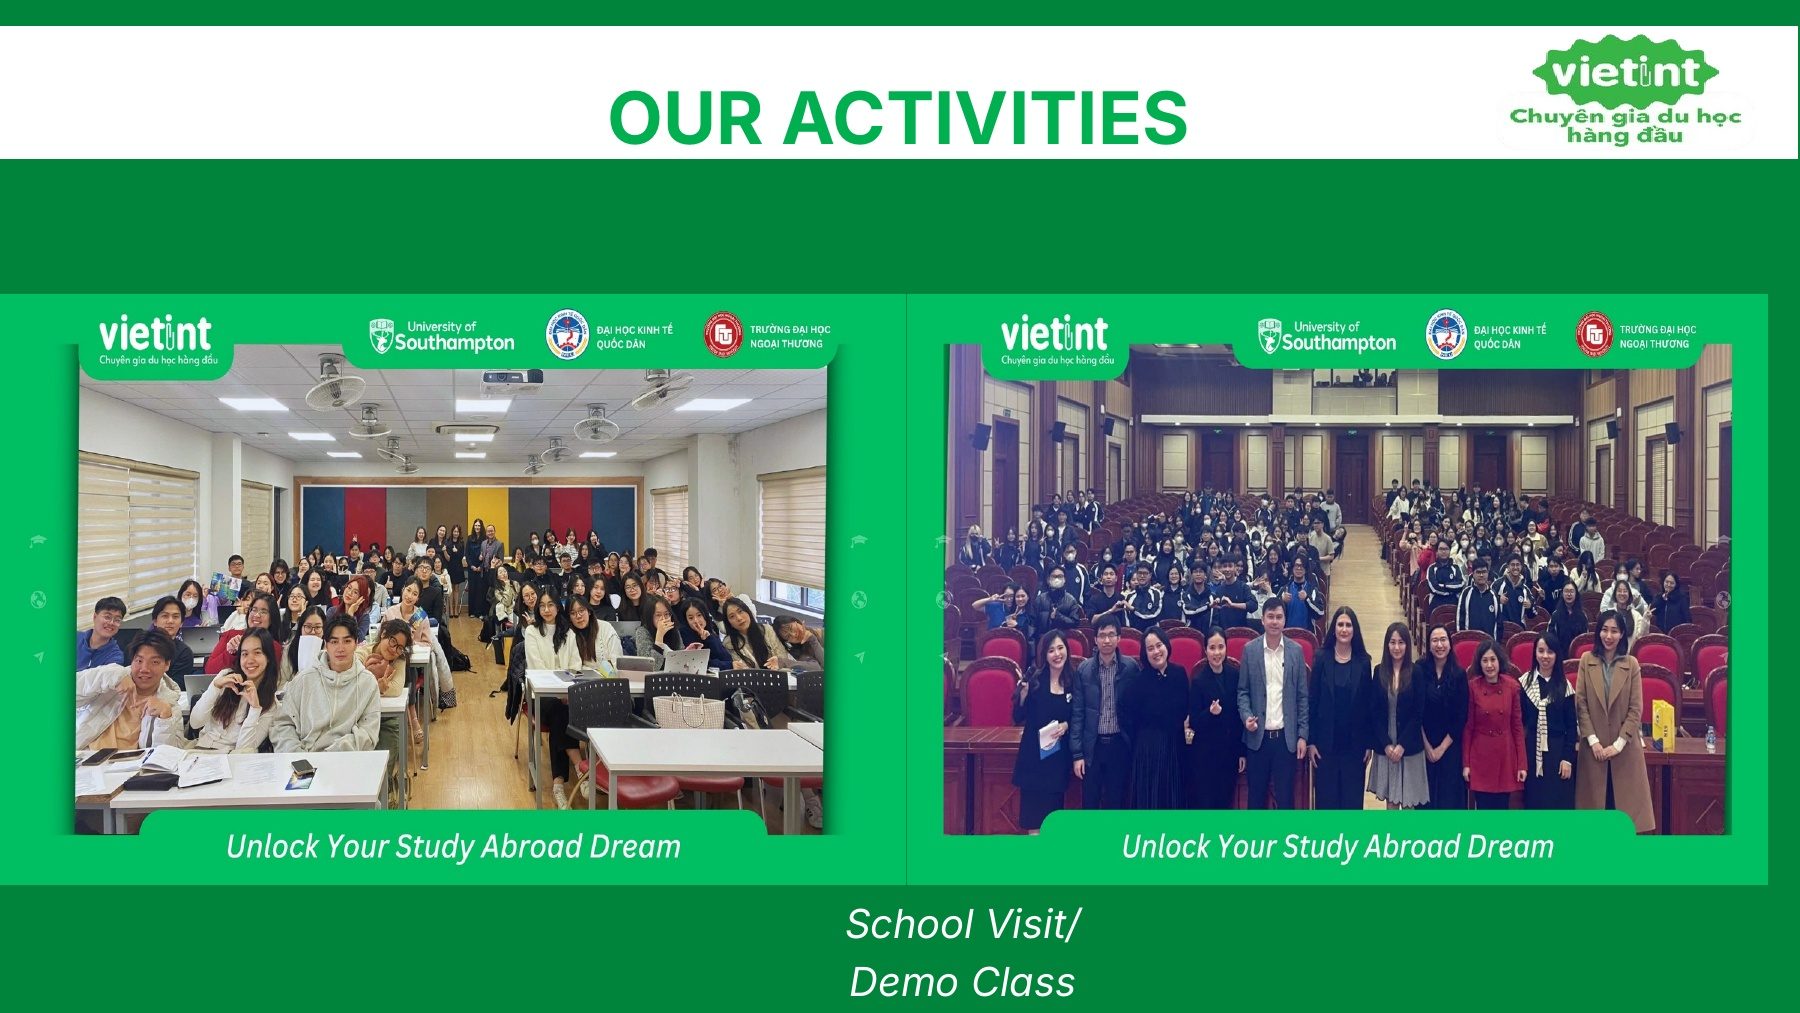 OUR ACTIVITIES
vietint
Chuyên gia du học
hàng đầu
vietint
Chuyên gia du học hàng đầu
University of
Southampton
ĐẠI HỌC KINH TẾ
QUỐC DÂN
TRƯỜNG ĐẠI HỌC
NGOẠI THƯƠNG
Unlock Your Study Abroad Dream
vietint
Chuyên gia du học hàng đầu
University of
Southampton
ĐẠI HỌC KINH TẾ
QUỐC DÂN
TRƯỜNG ĐẠI HỌC
NGOẠI THƯƠNG
Unlock Your Study Abroad Dream
School Visit/
Demo Class